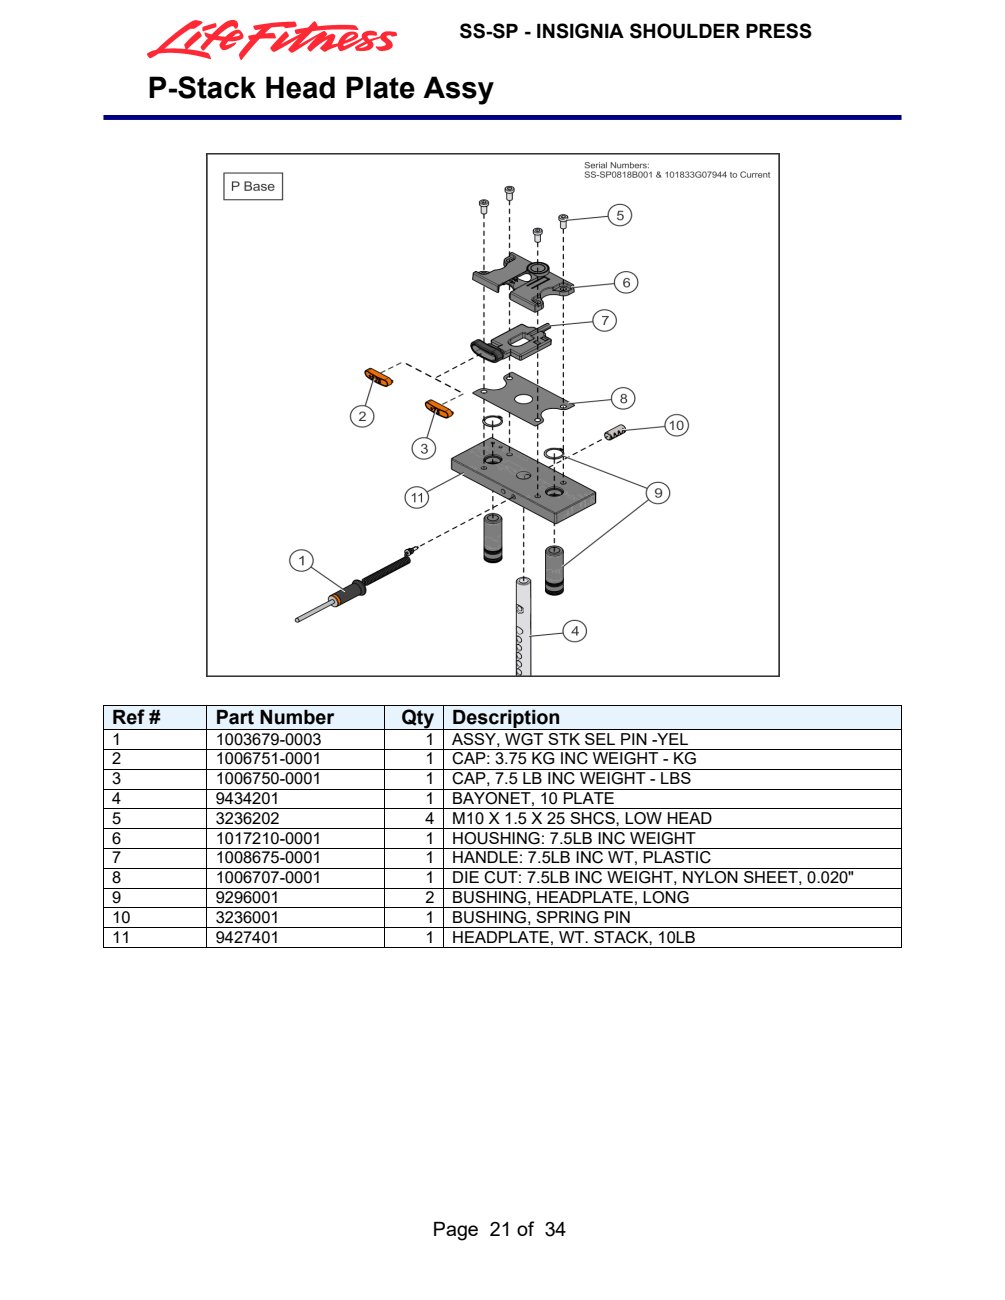 Life Fitness
SS-SP - INSIGNIA SHOULDER PRESS
P-Stack Head Plate Assy
P Base
Serial Numbers:
SS-SP0818B001 & 101833G07944 to Current
5
6
7
2
3
8
10
9
11
1
4
Ref # Part Number Qty Description
1 1003679-0003 1 ASSY, WGT STK SEL PIN -YEL
2 1006751-0001 1 CAP: 3.75 KG INC WEIGHT - KG
3 1006750-0001 1 CAP, 7.5 LB INC WEIGHT - LBS
4 9434201 1 BAYONET, 10 PLATE
5 3236202 4 M10 X 1.5 X 25 SHCS, LOW HEAD
6 1017210-0001 1 HOUSHING: 7.5LB INC WEIGHT
7 1008675-0001 1 HANDLE: 7.5LB INC WT, PLASTIC
8 1006707-0001 1 DIE CUT: 7.5LB INC WEIGHT, NYLON SHEET, 0.020"
9 9296001 2 BUSHING, HEADPLATE, LONG
10 3236001 1 BUSHING, SPRING PIN
11 9427401 1 HEADPLATE, WT. STACK, 10LB
Page 21 of 34